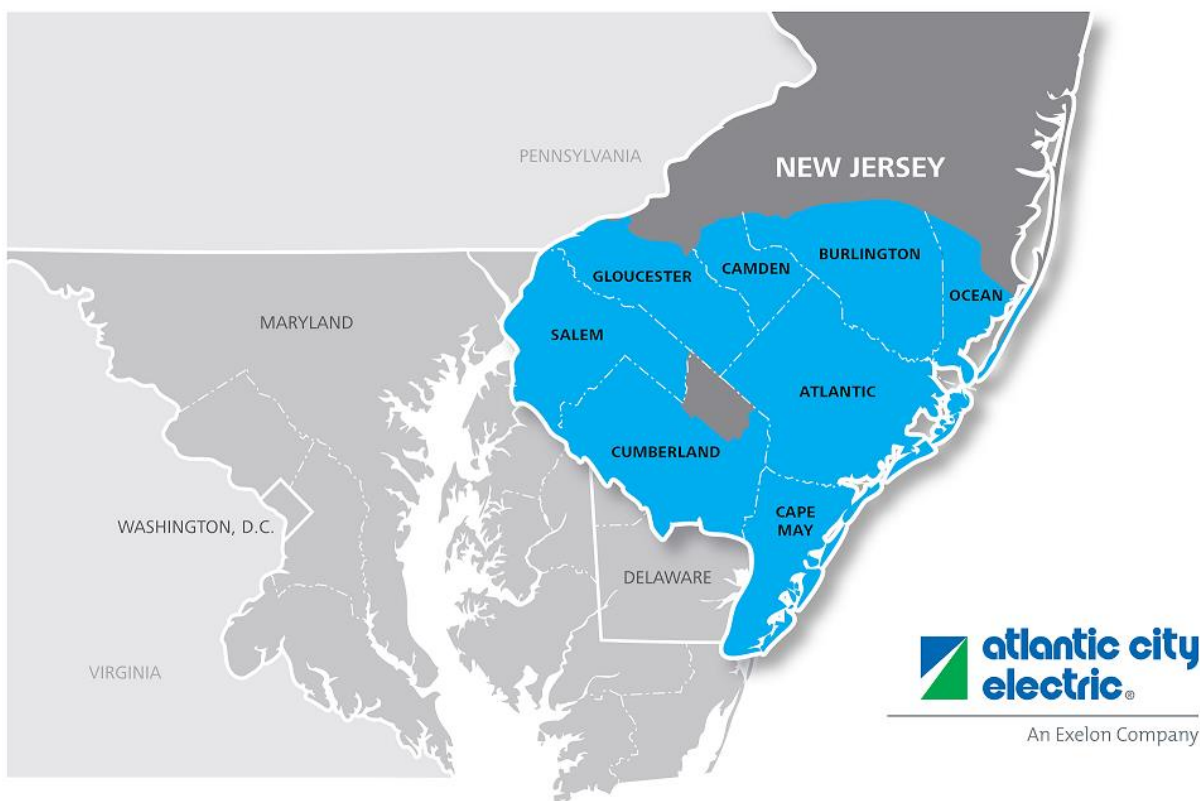 PENNSYLVANIA
NEW JERSEY
BURLINGTON
CAMDEN
GLOUCESTER
OCEAN
MARYLAND
SALEM
ATLANTIC
CUMBERLAND
CAPE
MAY
WASHINGTON, D.C.
DELAWARE
VIRGINIA
atlantic city
electric®
An Exelon Company